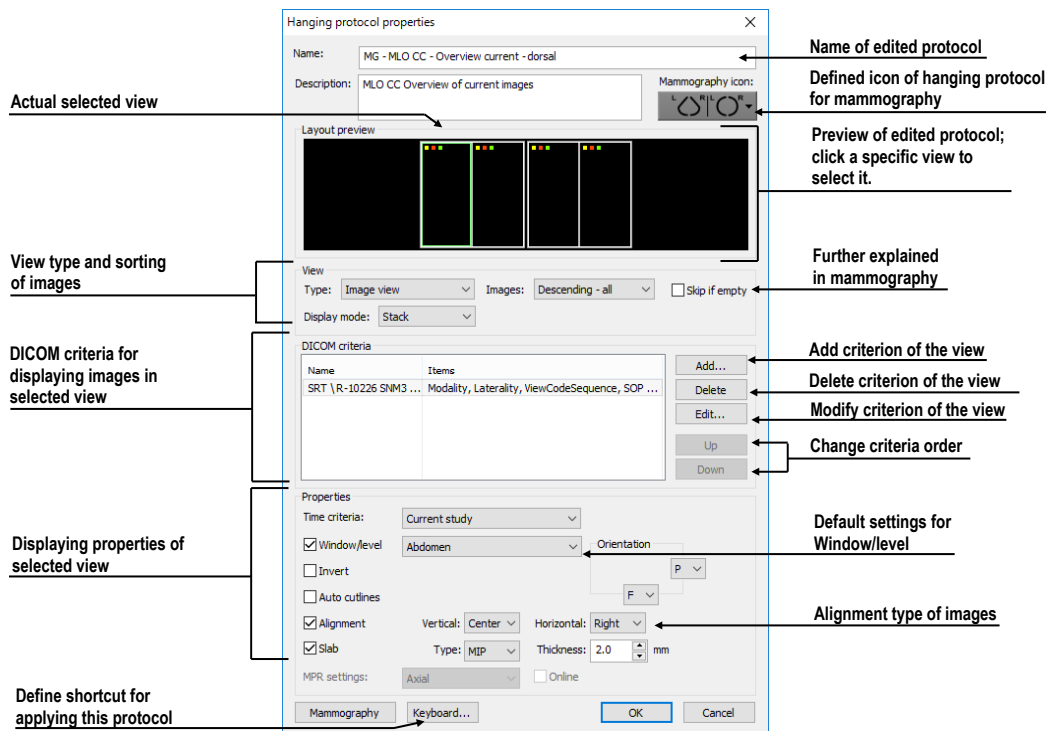 Hanging protocol properties
Name:
MG - MLO CC - Overview current - dorsal
Name of edited protocol
Description:
MLO CC Overview of current images
Mammography icon:
L R L R
Defined icon of hanging protocol
for mammography
Actual selected view
Layout preview
Preview of edited protocol;
click a specific view to
select it.
View type and sorting
of images
View
Type: Image view Images: Descending - all Skip if empty
Display mode: Stack
Further explained
in mammography
DICOM criteria for
displaying images in
selected view
DICOM criteria
Name Items
SRT \R-10226 SNM3 ... Modality, Laterality, ViewCodeSequence, SOP ...
Add...
Delete
Edit...
Up
Down
Add criterion of the view
Delete criterion of the view
Modify criterion of the view
Change criteria order
Displaying properties of
selected view
Properties
Time criteria: Current study
Window/level Abdomen
Orientation
P
F
Invert
Auto cutlines
Alignment Vertical: Center Horizontal: Right
Slab Type: MIP Thickness: 2.0 mm
MPR settings: Axial Online
Default settings for
Window/level
Alignment type of images
Define shortcut for
applying this protocol
Mammography Keyboard... OK Cancel